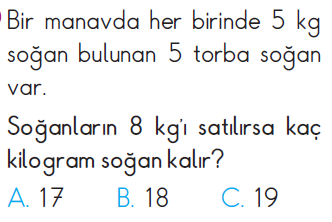 Bir manavda her birinde 5 kg
soğan bulunan 5 torba soğan
var.
Soğanların 8 kg'ı satılırsa kaç
kilogram soğan kalır?
A. 17 B. 18 C. 19